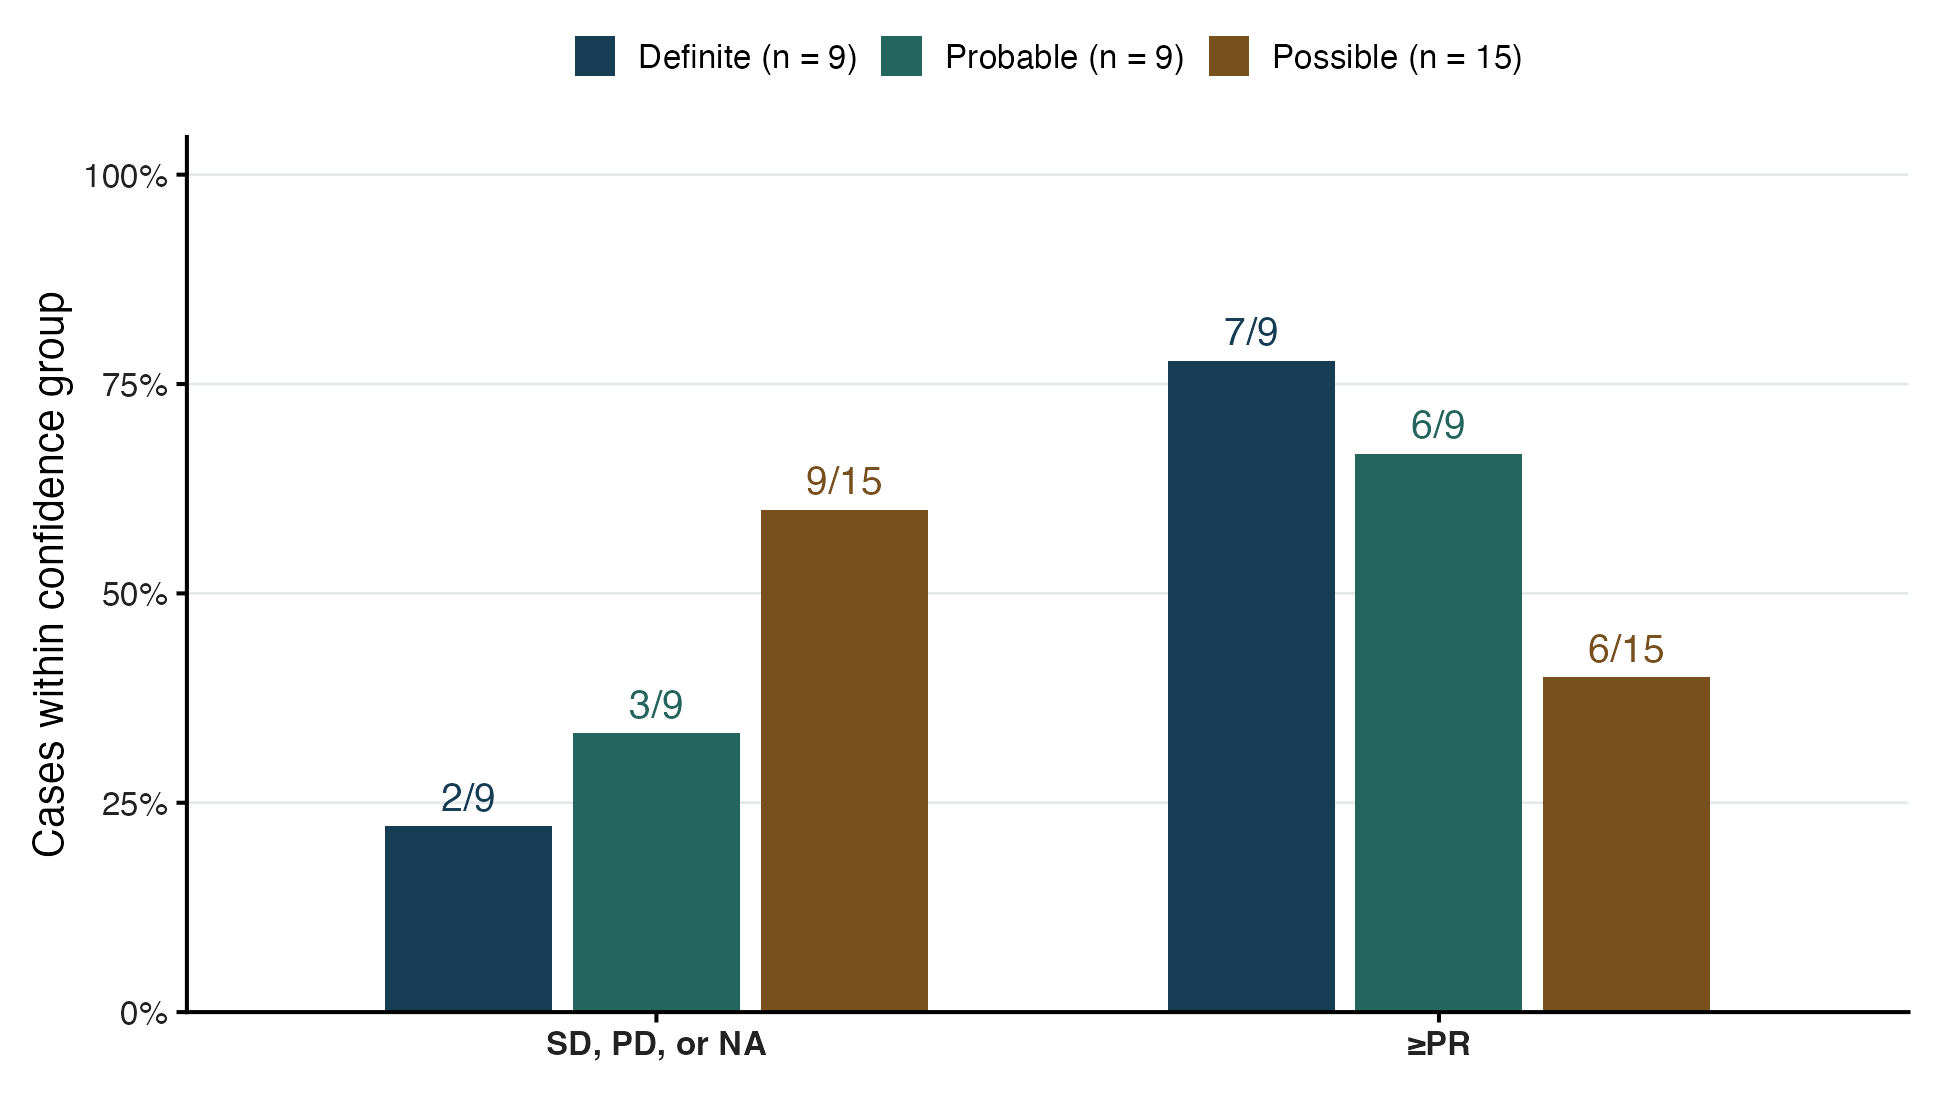 Definite (n = 9) Probable (n = 9) Possible (n = 15)
Cases within confidence group
100%
75%
50%
25%
0%
2/9
3/9
9/15
7/9
6/9
6/15
SD, PD, or NA
≥PR